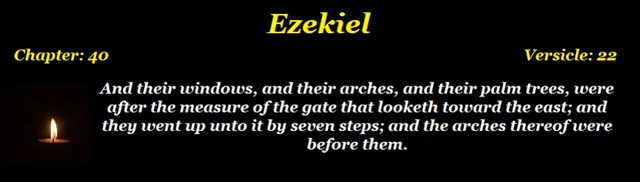 Ezekiel
Chapter: 40
Versicle: 22
And their windows, and their arches, and their palm trees, were
after the measure of the gate that looketh toward the east; and
they went up unto it by seven steps; and the arches thereof were
before them.